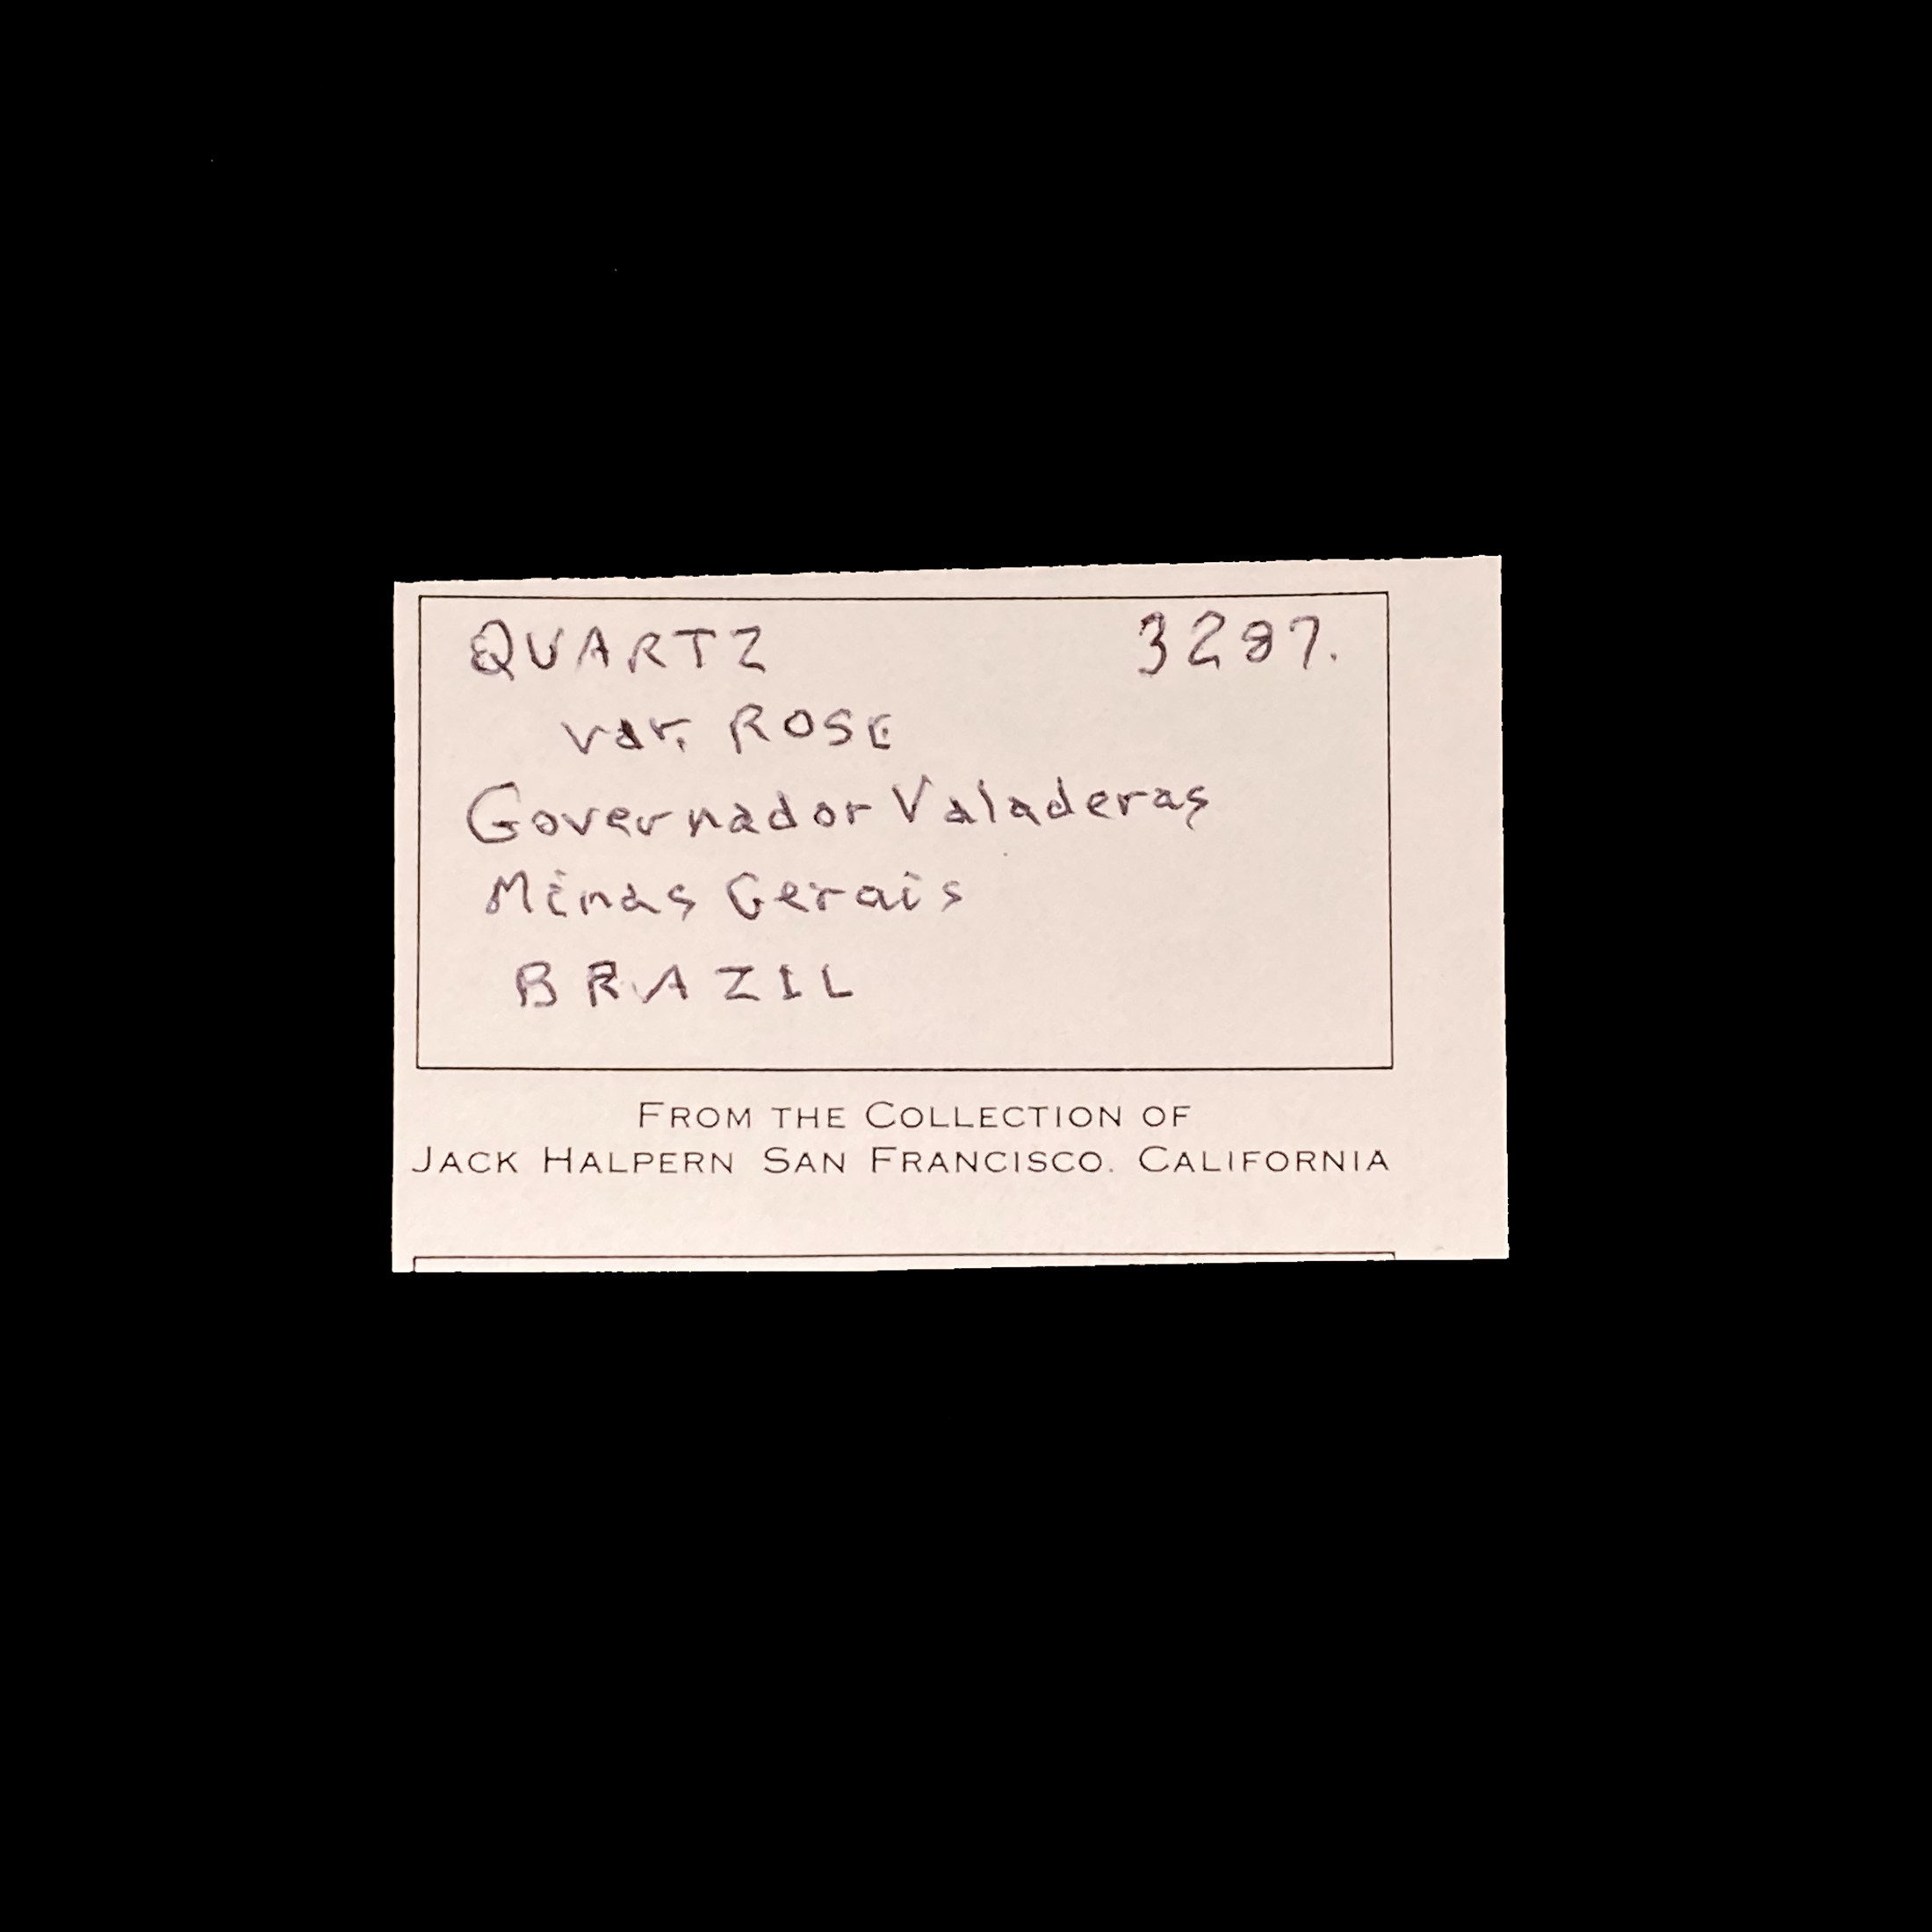 QUARTZ 3287.
var. ROSE
Governador Valaderas
Minas Gerais
BRAZIL
FROM THE COLLECTION OF
JACK HALPERN SAN FRANCISCO. CALIFORNIA